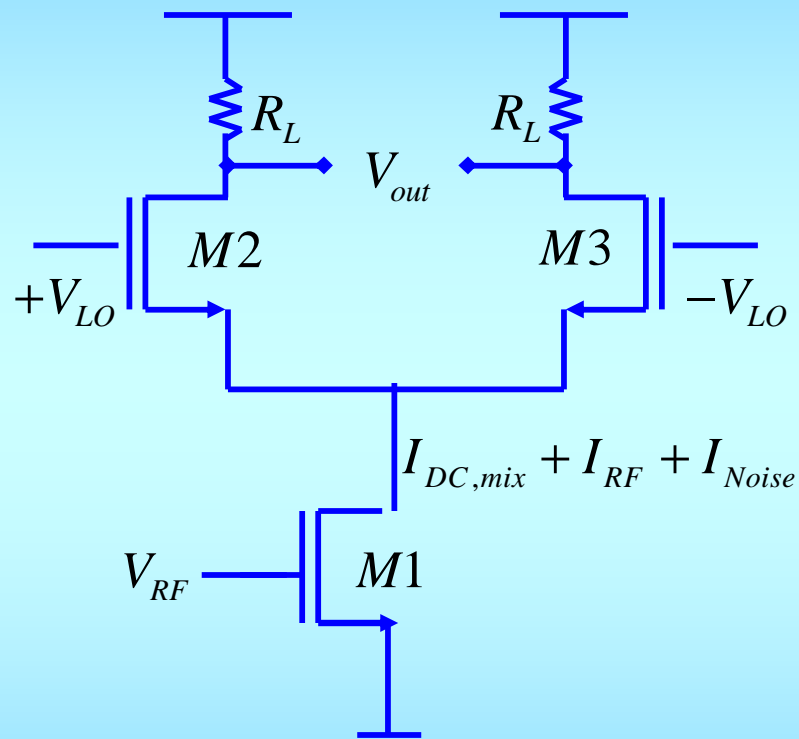 R_L
R_L
V_out
M2
M3
+V_LO
−V_LO
I_DC,mix + I_RF + I_Noise
V_RF
M1